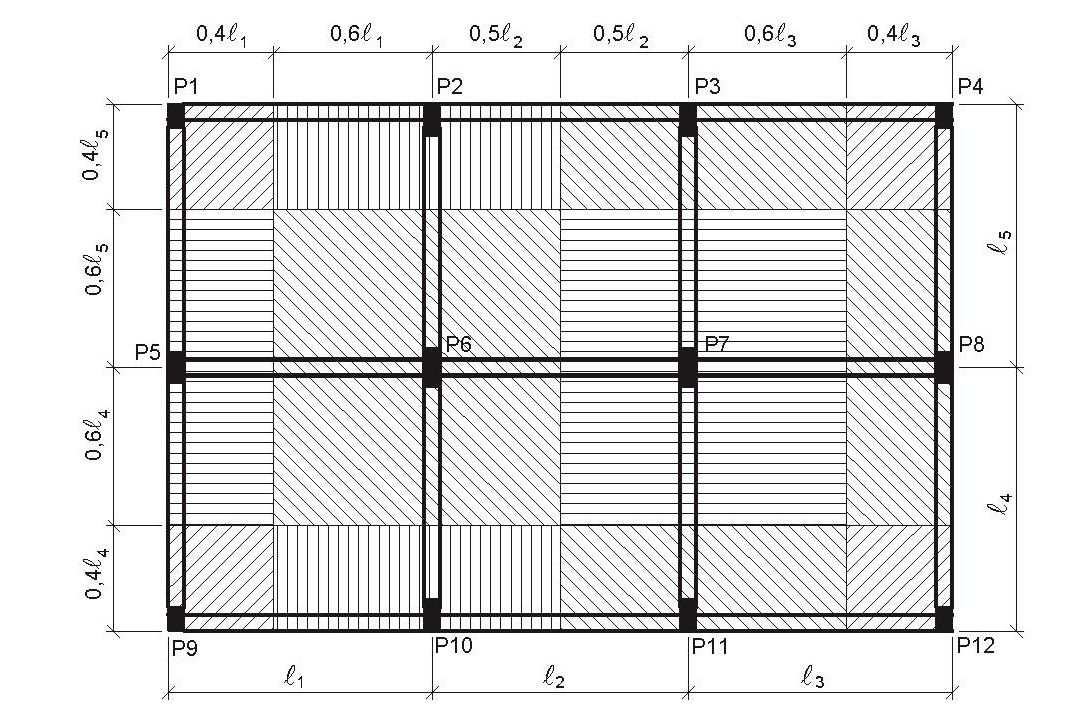 0,4ℓ1 0,6ℓ1 0,5ℓ2 0,5ℓ2 0,6ℓ3 0,4ℓ3
P1 P2 P3 P4
0,4ℓ5
0,6ℓ5
ℓ5
P5 P6 P7 P8
0,6ℓ4
ℓ4
0,4ℓ4
P9 P10 P11 P12
ℓ1 ℓ2 ℓ3